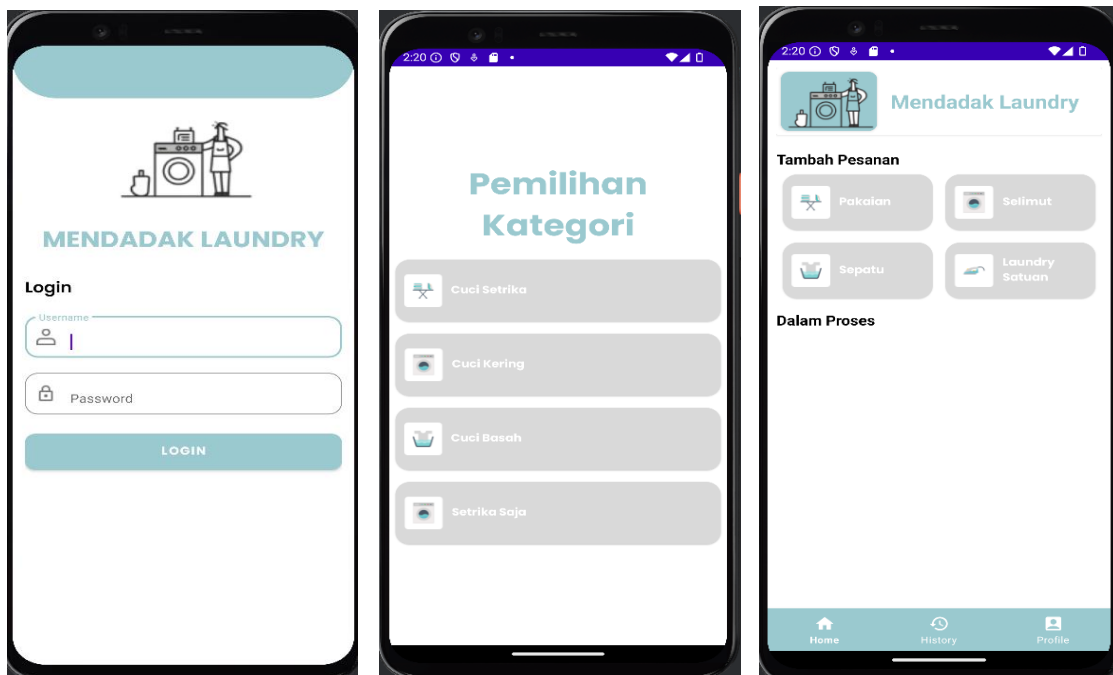 MENDADAK LAUNDRY
Login
Username
Password
LOGIN
2:20
Pemilihan
Kategori
Cuci Setrika
Cuci Kering
Cuci Basah
Setrika Saja
2:20
Mendadak Laundry
Tambah Pesanan
Pakaian
Selimut
Sepatu
Laundry
Satuan
Dalam Proses
Home
History
Profile